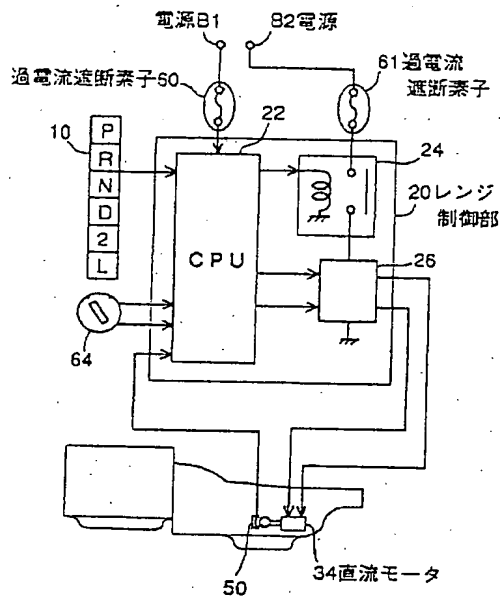 電源B1
B2電源
過電流遮断素子60
61過電流
遮断素子
22
24
10
P
R
N
D
2
L
CPU
20レンジ
制御部
26
64
50
34直流モータ